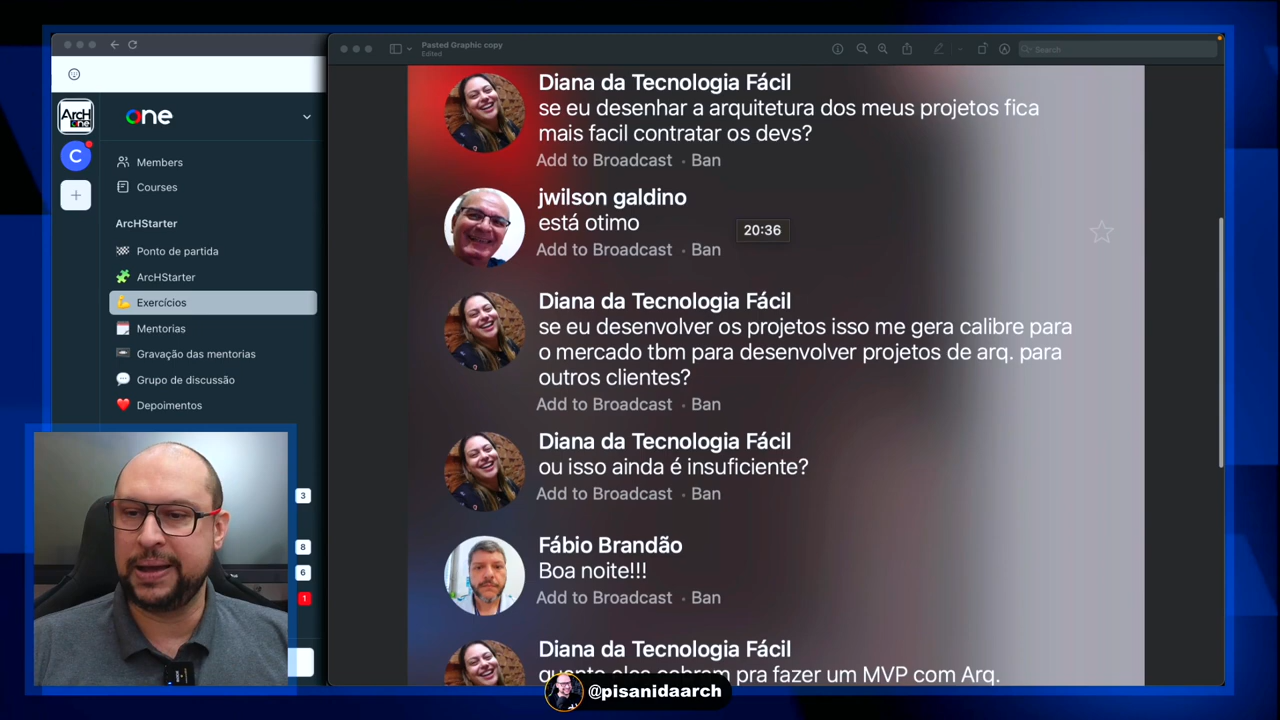 Pasted Graphic copy
Edited
Search
ArcH
one
one
C
Members
Courses
ArcHStarter
Ponto de partida
ArcHStarter
Exercícios
Mentorias
Gravação das mentorias
Grupo de discussão
Depoimentos
3
8
6
1
Diana da Tecnologia Fácil
se eu desenhar a arquitetura dos meus projetos fica
mais facil contratar os devs?
Add to Broadcast • Ban
jwilson galdino
está otimo
20:36
Add to Broadcast • Ban
Diana da Tecnologia Fácil
se eu desenvolver os projetos isso me gera calibre para
o mercado tbm para desenvolver projetos de arq. para
outros clientes?
Add to Broadcast • Ban
Diana da Tecnologia Fácil
ou isso ainda é insuficiente?
Add to Broadcast • Ban
Fábio Brandão
Boa noite!!!
Add to Broadcast • Ban
Diana da Tecnologia Fácil
pra fazer um MVP com Arq.
@pisanidaarch